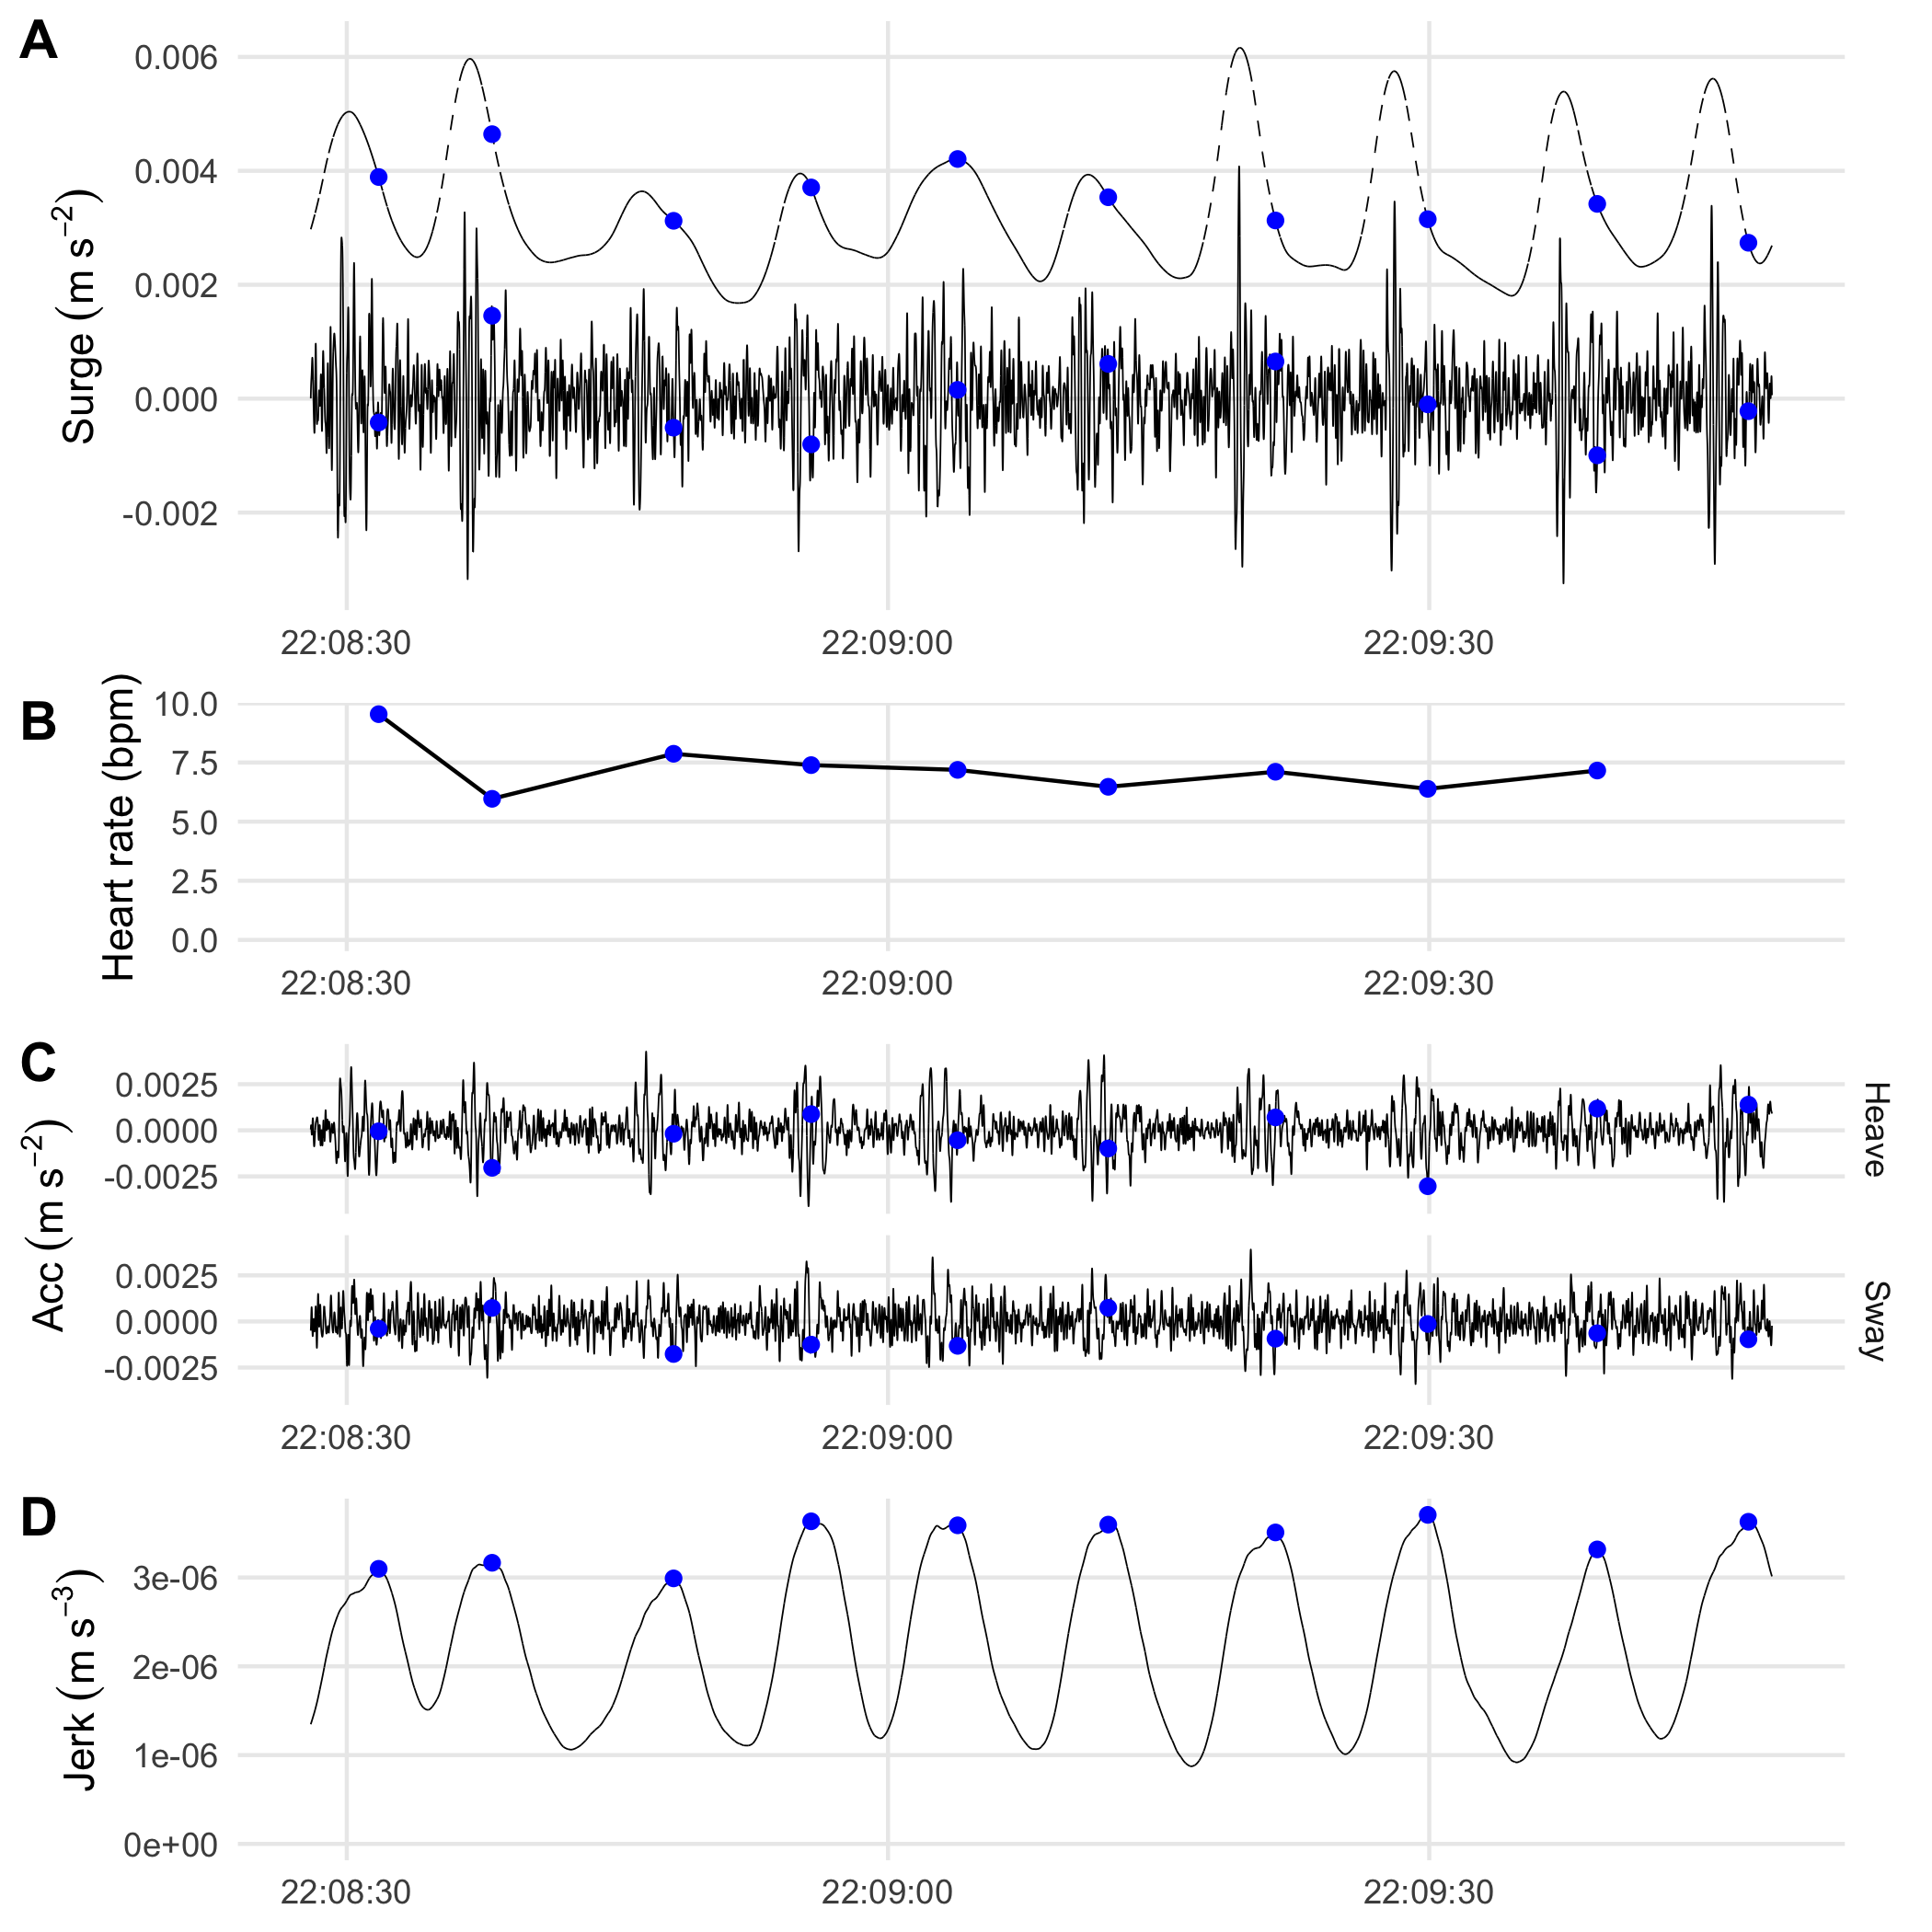 A
Surge (m s−2)
0.006
0.004
0.002
0.000
-0.002
22:08:30 22:09:00 22:09:30
B
Heart rate (bpm)
10.0
7.5
5.0
2.5
0.0
22:08:30 22:09:00 22:09:30
C
Acc (m s−2)
0.0025
0.0000
-0.0025
Heave
0.0025
0.0000
-0.0025
Sway
22:08:30 22:09:00 22:09:30
D
Jerk (m s−3)
3e-06
2e-06
1e-06
0e+00
22:08:30 22:09:00 22:09:30